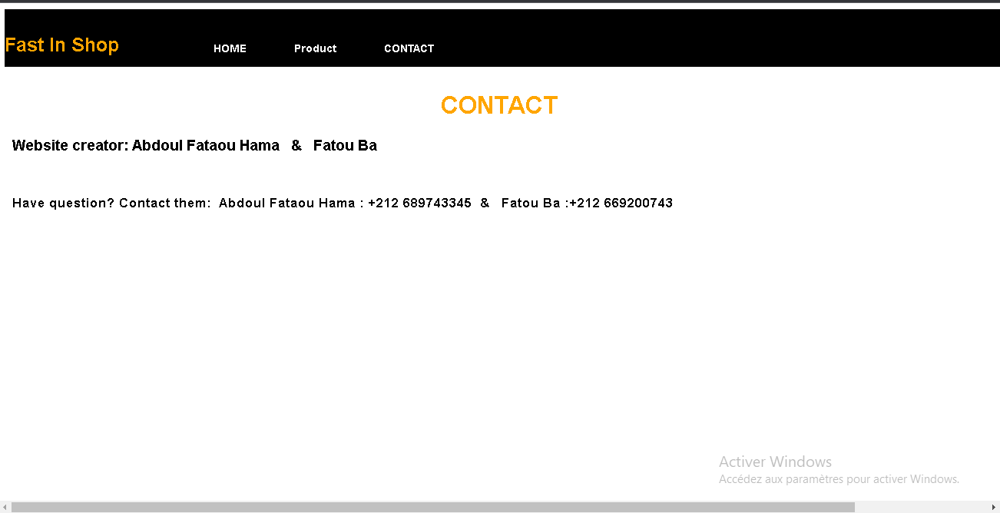 Fast In Shop HOME Product CONTACT
CONTACT
Website creator: Abdoul Fataou Hama & Fatou Ba
Have question? Contact them: Abdoul Fataou Hama : +212 689743345 & Fatou Ba :+212 669200743
Activer Windows
Accédez aux paramètres pour activer Windows.